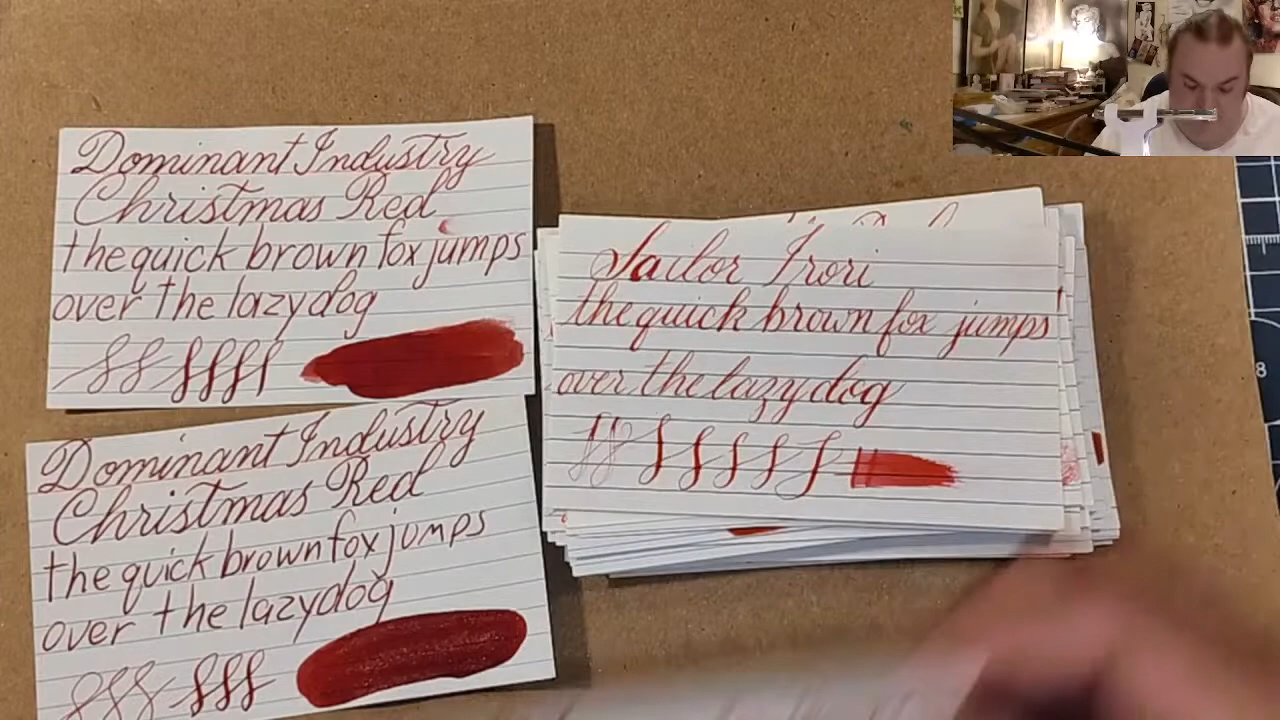 Dominant Industry
Christmas Red
the quick brown fox jumps
over the lazy dog
Dominant Industry
Christmas Red
the quick brown fox jumps
over the lazy dog
Sailor Irori
the quick brown fox jumps
over the lazy dog
8